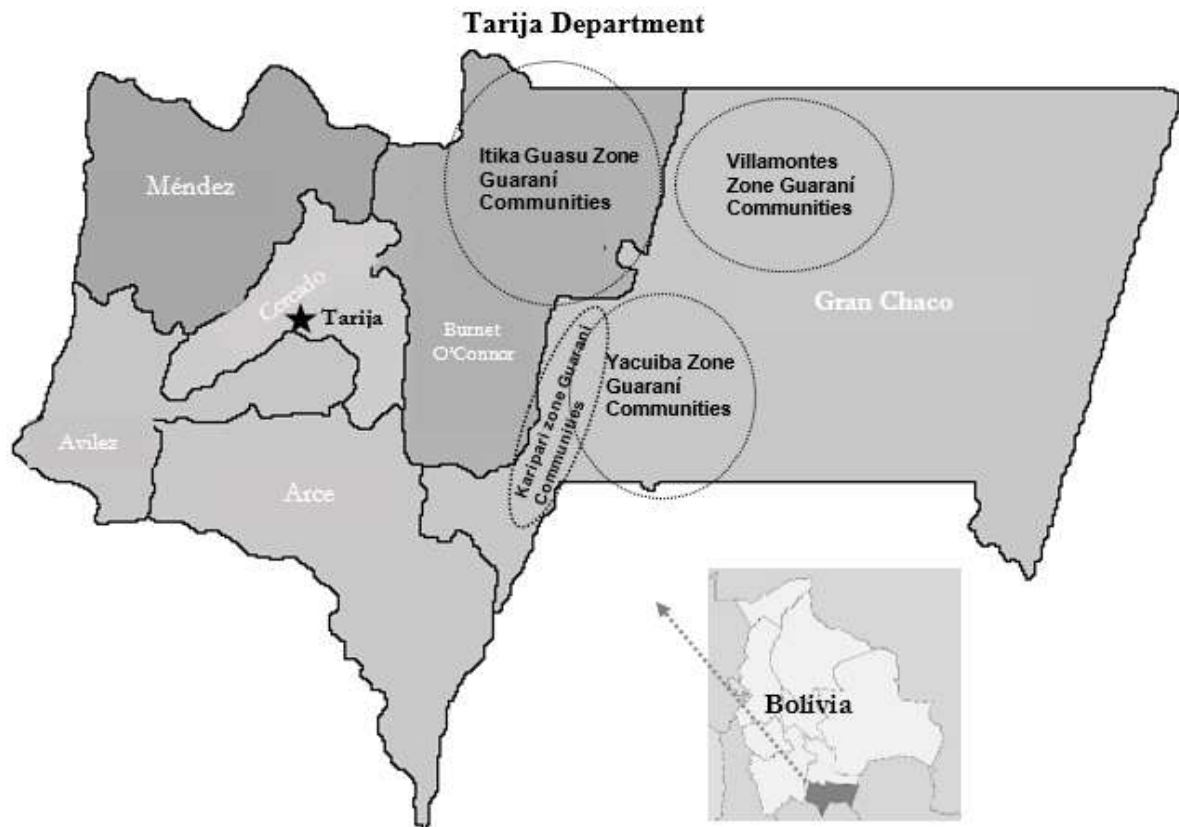 Tarija Department
Méndez
Itika Guasu Zone
Guaraní
Communities
Villamontes
Zone Guaraní
Communities
Cercado
Tarija
Gran Chaco
Burnet
O'Connor
Karipari zone Guaraní
Communities
Yacuiba Zone
Guaraní
Communities
Avilez
Arce
Bolivia